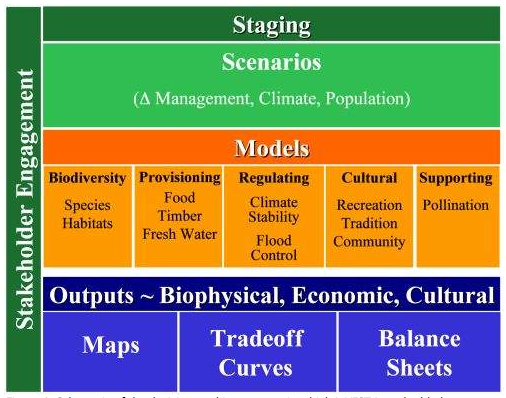 Stakeholder Engagement
Staging
Scenarios
(Δ Management, Climate, Population)
Models
Biodiversity
Species
Habitats
Provisioning
Food
Timber
Fresh Water
Regulating
Climate
Stability
Flood
Control
Cultural
Recreation
Tradition
Community
Supporting
Pollination
Outputs ~ Biophysical, Economic, Cultural
Maps
Tradeoff
Curves
Balance
Sheets